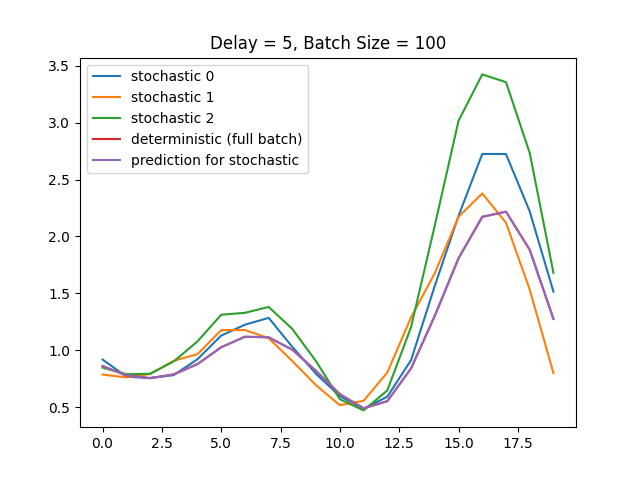 Delay = 5, Batch Size = 100
stochastic 0
stochastic 1
stochastic 2
deterministic (full batch)
prediction for stochastic
3.5
3.0
2.5
2.0
1.5
1.0
0.5
0.0 2.5 5.0 7.5 10.0 12.5 15.0 17.5